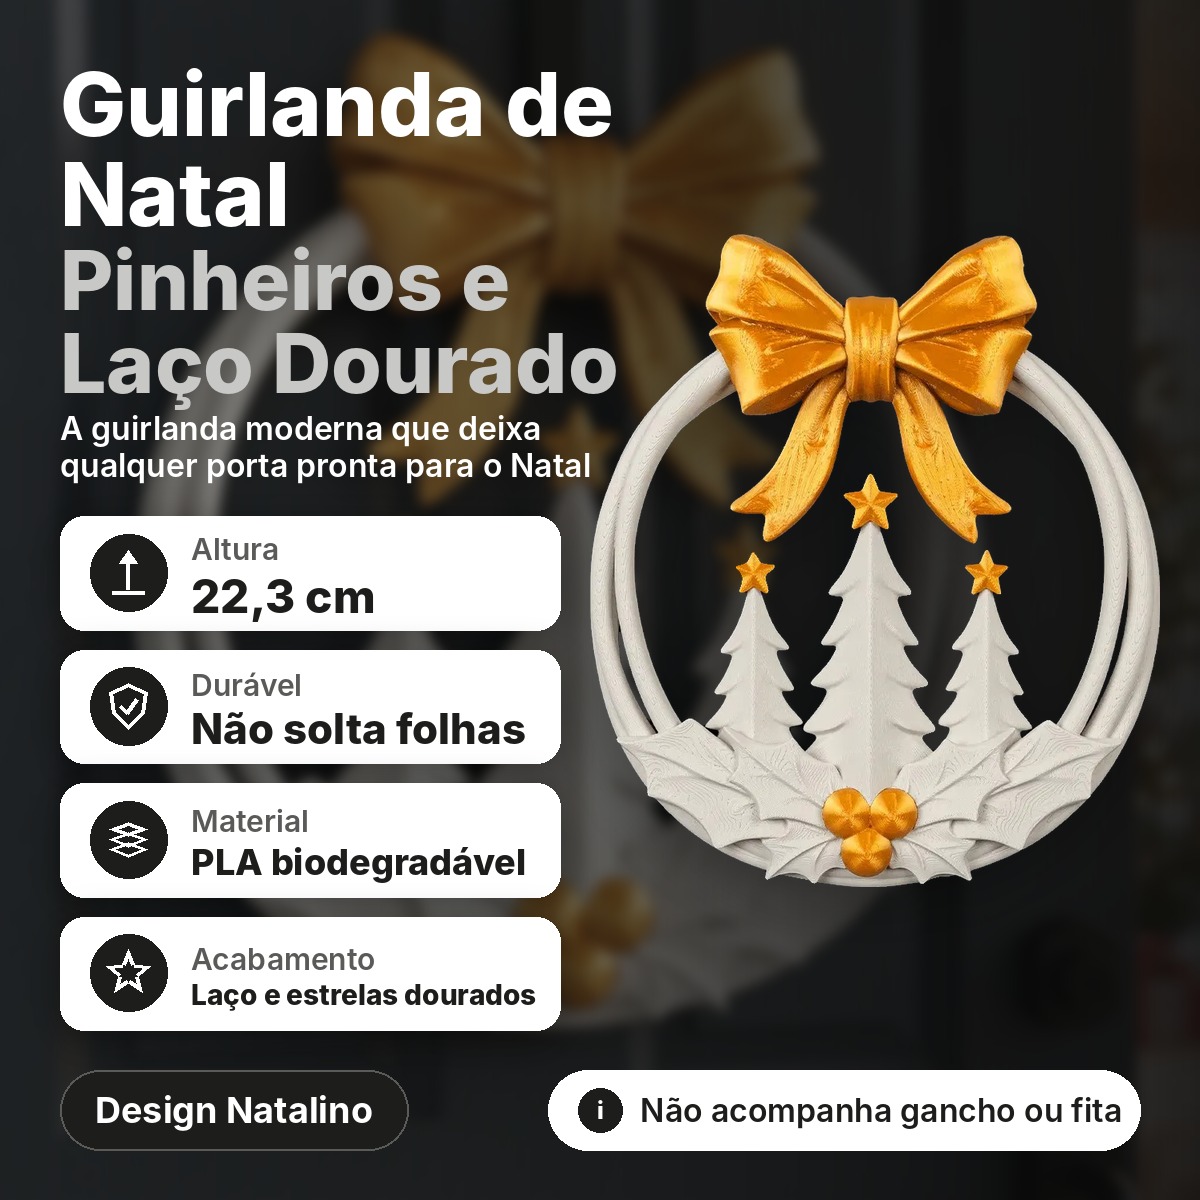 Guirlanda de
Natal
Pinheiros e
Laço Dourado
A guirlanda moderna que deixa
qualquer porta pronta para o Natal
Altura
22,3 cm
Durável
Não solta folhas
Material
PLA biodegradável
Acabamento
Laço e estrelas dourados
Design Natalino
i Não acompanha gancho ou fita